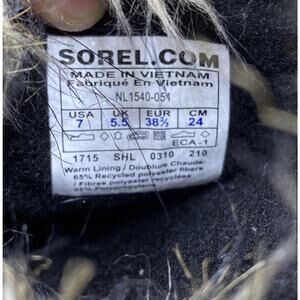 SOREL.COM
MADE IN VIETNAM
Fabriqué En Vietnam
NL1540-051
USA UK EUR CM
7 5.5 38½ 24
ECA-1
1715 SHL 0310 210
Warm Lining / Doublure Chaude:
65% Recycled polyester fibers
/ Fibres polyester recyclées
Polypropylene